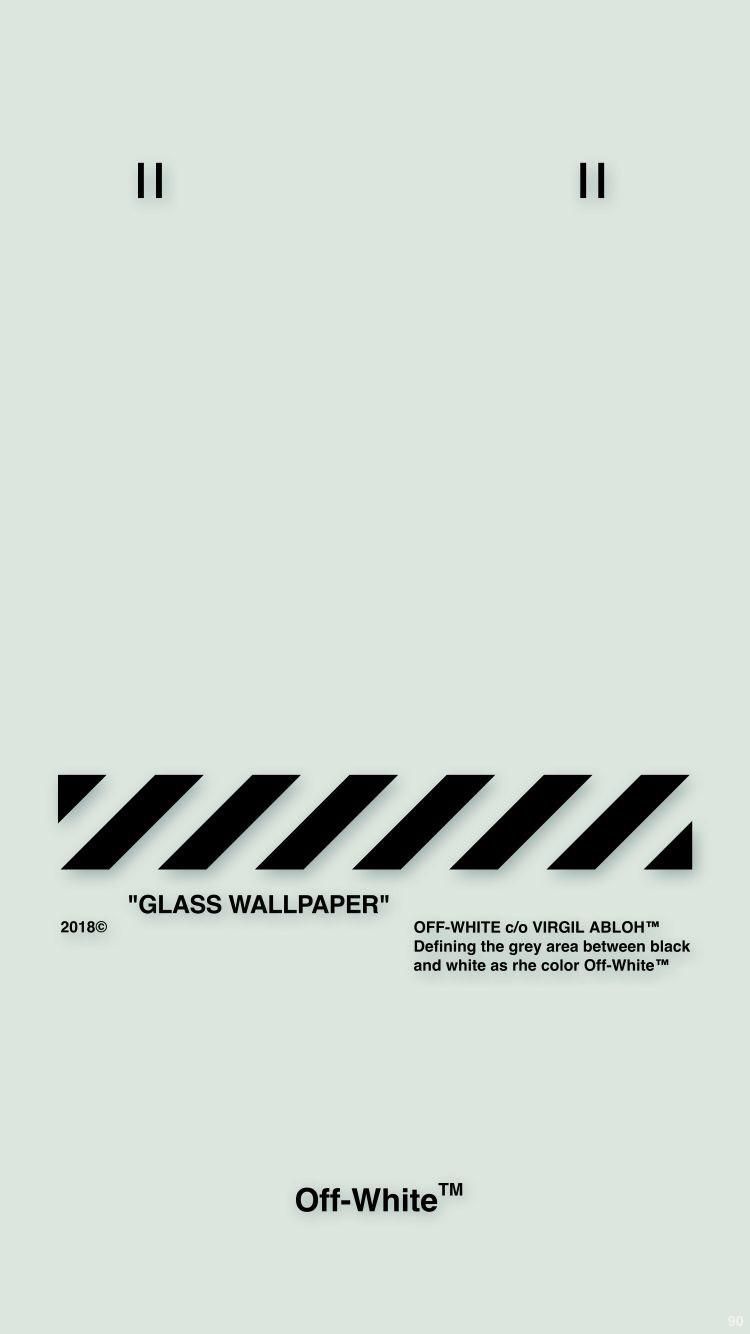 " "
"GLASS WALLPAPER"
2018©
OFF-WHITE c/o VIRGIL ABLOH™
Defining the grey area between black
and white as rhe color Off-White™
Off-White™
90